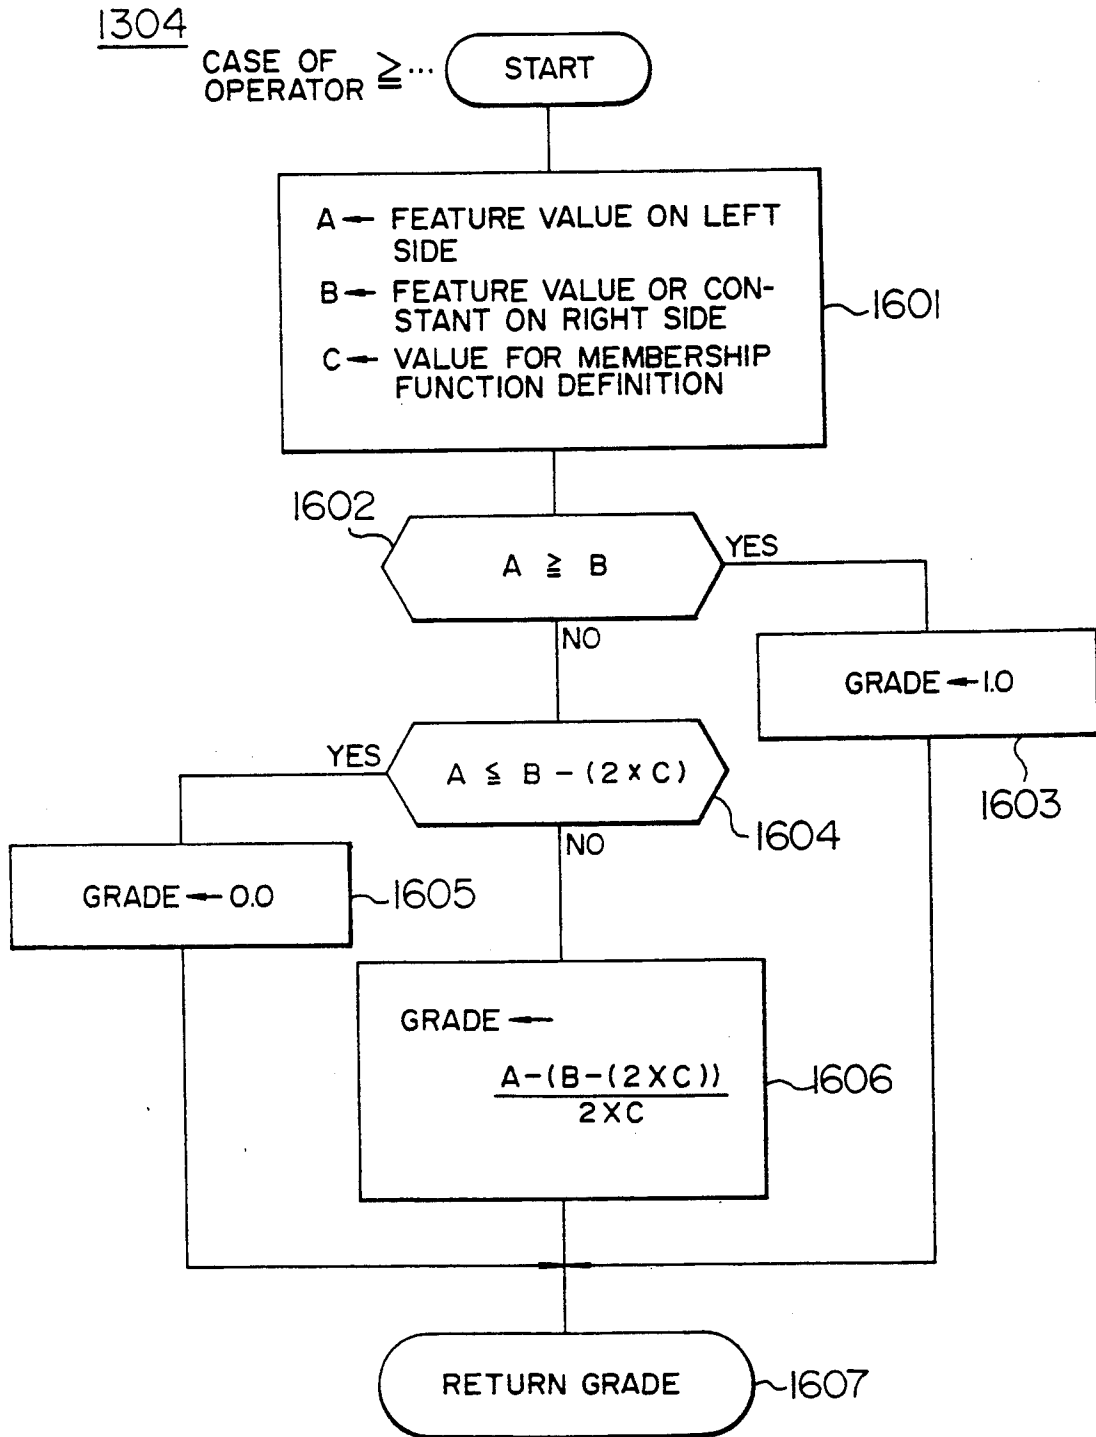 1304
CASE OF
OPERATOR ≧ ...
START
A ← FEATURE VALUE ON LEFT
SIDE
B ← FEATURE VALUE OR CON-
STANT ON RIGHT SIDE
C ← VALUE FOR MEMBERSHIP
FUNCTION DEFINITION
1601
1602
A ≧ B
YES
NO
GRADE ← 1.0
1603
YES
A ≦ B - (2 × C)
1604
NO
GRADE ← 0.0
1605
GRADE ←
A-(B-(2×C))
2×C
1606
RETURN GRADE
1607